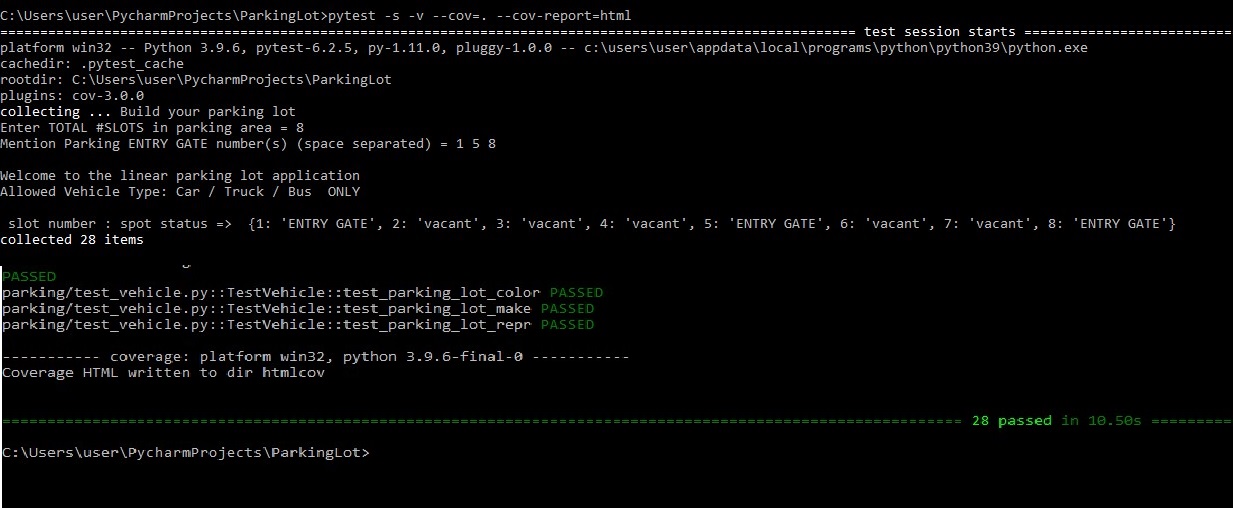 C:\Users\user\PycharmProjects\ParkingLot>pytest -s -v --cov=. --cov-report=html
============================================================================================================ test session starts ==========================
platform win32 -- Python 3.9.6, pytest-6.2.5, py-1.11.0, pluggy-1.0.0 -- c:\users\user\appdata\local\programs\python\python39\python.exe
cachedir: .pytest_cache
rootdir: C:\Users\user\PycharmProjects\ParkingLot
plugins: cov-3.0.0
collecting ... Build your parking lot
Enter TOTAL #SLOTS in parking area = 8
Mention Parking ENTRY GATE number(s) (space separated) = 1 5 8
Welcome to the linear parking lot application
Allowed Vehicle Type: Car / Truck / Bus  ONLY
 slot number : spot status =>  {1: 'ENTRY GATE', 2: 'vacant', 3: 'vacant', 4: 'vacant', 5: 'ENTRY GATE', 6: 'vacant', 7: 'vacant', 8: 'ENTRY GATE'}
collected 28 items
PASSED
parking/test_vehicle.py::TestVehicle::test_parking_lot_color PASSED
parking/test_vehicle.py::TestVehicle::test_parking_lot_make PASSED
parking/test_vehicle.py::TestVehicle::test_parking_lot_repr PASSED
----------- coverage: platform win32, python 3.9.6-final-0 -----------
Coverage HTML written to dir htmlcov
======================================================================================================================== 28 passed in 10.50s ==========
C:\Users\user\PycharmProjects\ParkingLot>